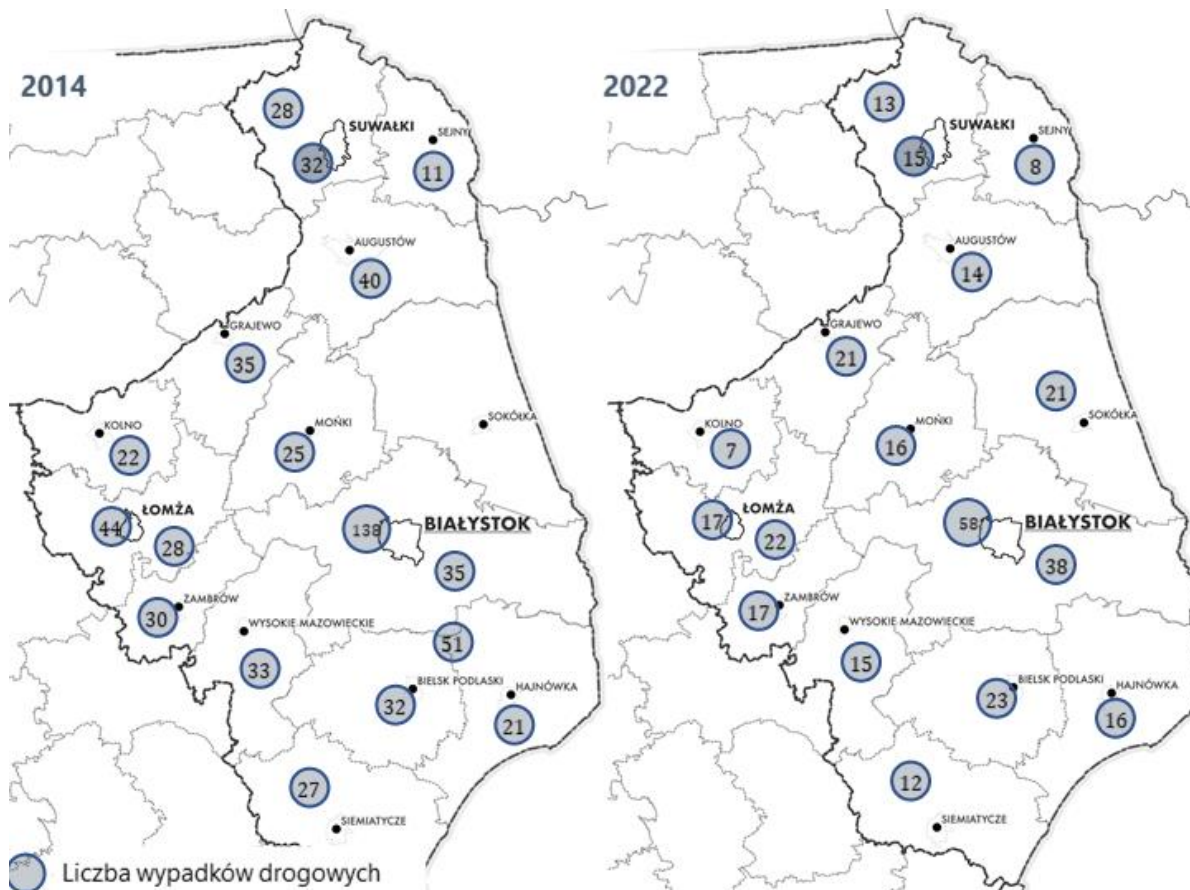 2014
28
SUWAŁKI
SEJNY
32
11
AUGUSTÓW
40
GRAJEWO
35
SOKÓŁKA
KOLNO
MOŃKI
22
25
ŁOMŻA
44
28
138
BIAŁYSTOK
35
ZAMBRÓW
30
WYSOKIE MAZOWIECKIE
51
33
BIELSK PODLASKI
HAJNÓWKA
32
21
27
SIEMIATYCZE
Liczba wypadków drogowych
2022
13
SUWAŁKI
SEJNY
15
8
AUGUSTÓW
14
GRAJEWO
21
21
SOKÓŁKA
KOLNO
MOŃKI
7
16
ŁOMŻA
17
22
58
BIAŁYSTOK
38
ZAMBRÓW
17
WYSOKIE MAZOWIECKIE
15
BIELSK PODLASKI
HAJNÓWKA
23
16
12
SIEMIATYCZE